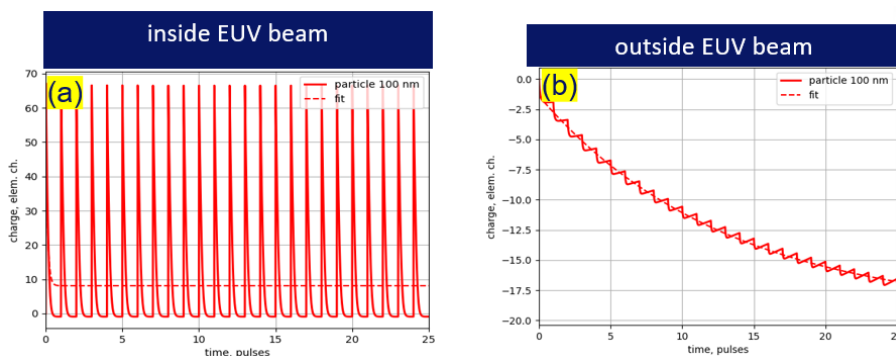 inside EUV beam
(a)
particle 100 nm
fit
70
60
50
40
30
20
10
0
charge, elem. ch.
0
5
10
15
20
25
time, pulses
outside EUV beam
(b)
particle 100 nm
fit
0.0
−2.5
−5.0
−7.5
−10.0
−12.5
−15.0
−17.5
−20.0
charge, elem. ch.
0
5
10
15
20
25
time, pulses